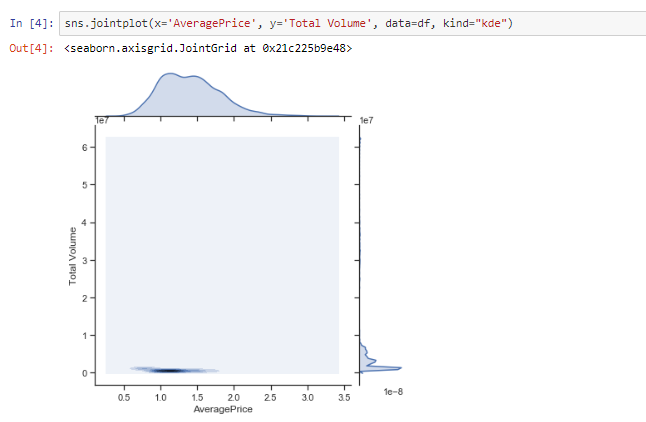 In [4]: sns.jointplot(x='AveragePrice', y='Total Volume', data=df, kind="kde")
Out[4]: <seaborn.axisgrid.JointGrid at 0x21c225b9e48>
1e7
1e7
6
5
4
3
2
1
0
Total Volume
1e−8
0.5 1.0 1.5 2.0 2.5 3.0 3.5
AveragePrice